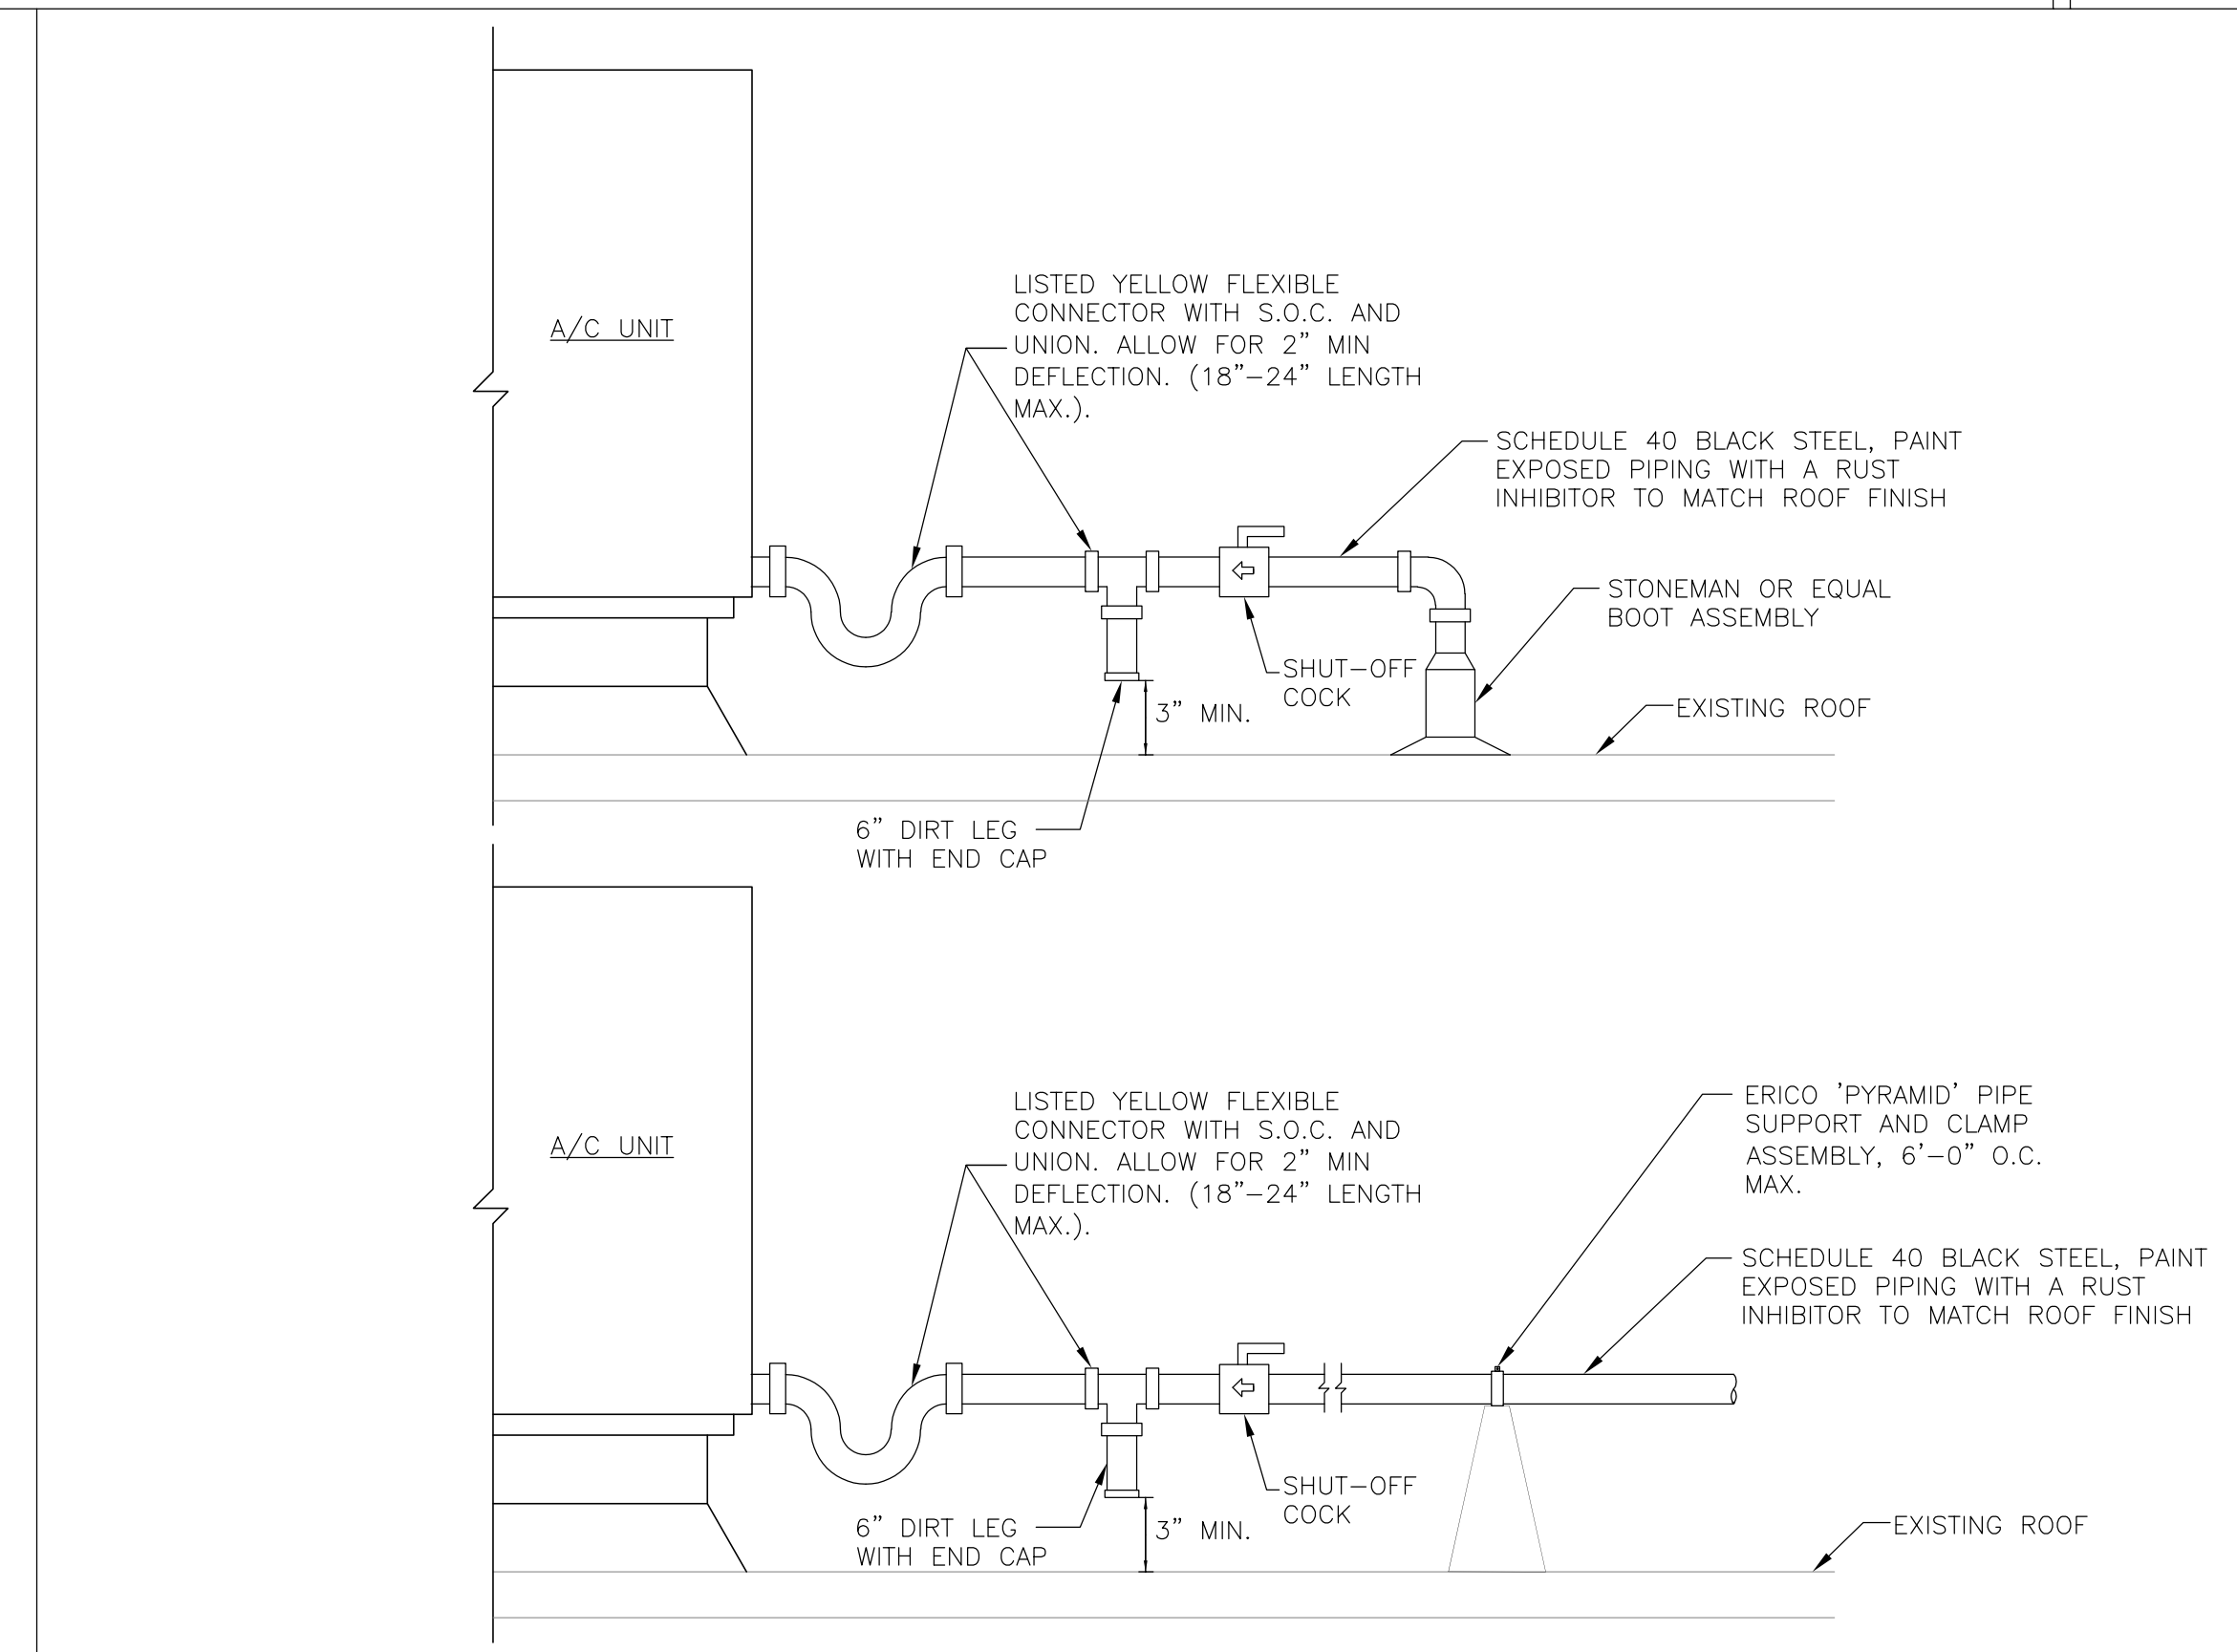 A/C UNIT
LISTED YELLOW FLEXIBLE
CONNECTOR WITH S.O.C. AND
UNION. ALLOW FOR 2" MIN
DEFLECTION. (18"-24" LENGTH
MAX.).
SCHEDULE 40 BLACK STEEL, PAINT
EXPOSED PIPING WITH A RUST
INHIBITOR TO MATCH ROOF FINISH
STONEMAN OR EQUAL
BOOT ASSEMBLY
SHUT-OFF
COCK
EXISTING ROOF
3" MIN.
6" DIRT LEG
WITH END CAP
A/C UNIT
LISTED YELLOW FLEXIBLE
CONNECTOR WITH S.O.C. AND
UNION. ALLOW FOR 2" MIN
DEFLECTION. (18"-24" LENGTH
MAX.).
ERICO 'PYRAMID' PIPE
SUPPORT AND CLAMP
ASSEMBLY, 6'-0" O.C.
MAX.
SCHEDULE 40 BLACK STEEL, PAINT
EXPOSED PIPING WITH A RUST
INHIBITOR TO MATCH ROOF FINISH
SHUT-OFF
COCK
6" DIRT LEG
WITH END CAP
3" MIN.
EXISTING ROOF